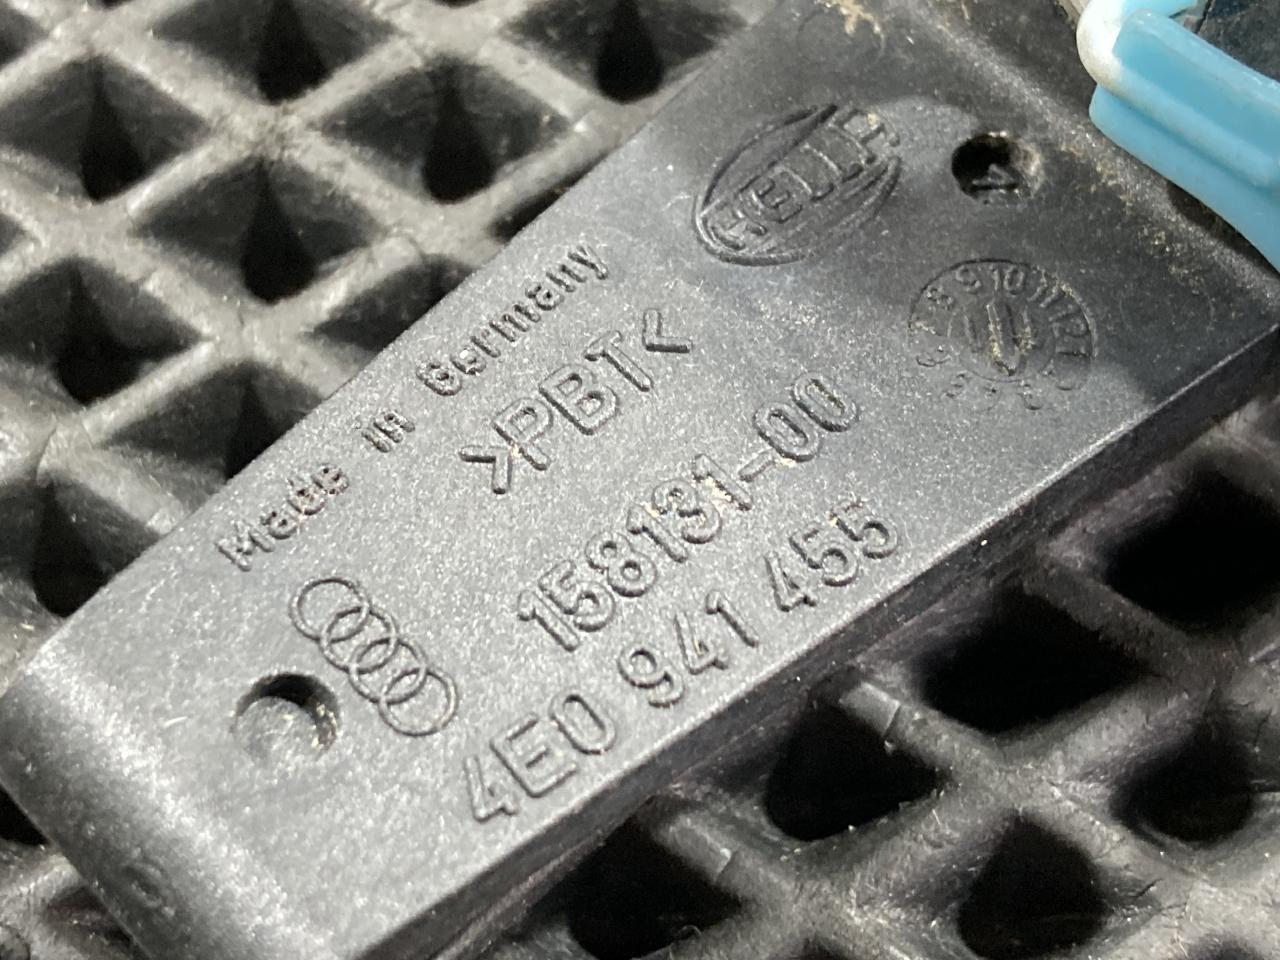 HELLA
Made in Germany
>PBT<
158131-00
4E0 941 455